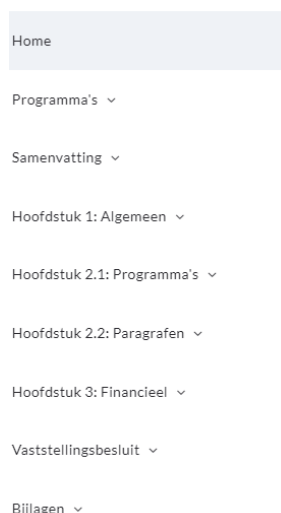 Home
Programma's
Samenvatting
Hoofdstuk 1: Algemeen
Hoofdstuk 2.1: Programma's
Hoofdstuk 2.2: Paragrafen
Hoofdstuk 3: Financieel
Vaststellingsbesluit
Bijlagen